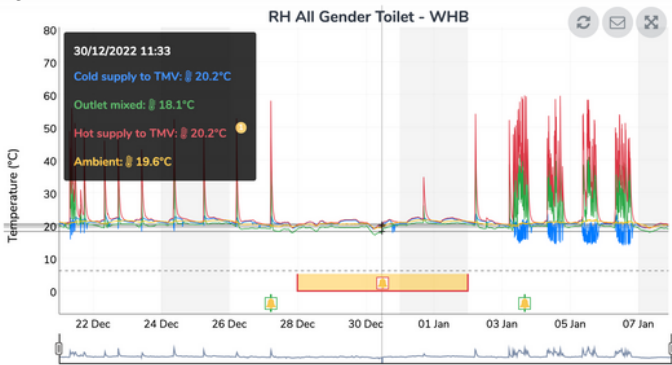 RH All Gender Toilet - WHB
80
70
60
50
40
30
20
10
0
Temperature (°C)
30/12/2022 11:33
Cold supply to TMV: 20.2°C
Outlet mixed: 18.1°C
Hot supply to TMV: 20.2°C
Ambient: 19.6°C
22 Dec
24 Dec
26 Dec
28 Dec
30 Dec
01 Jan
03 Jan
05 Jan
07 Jan